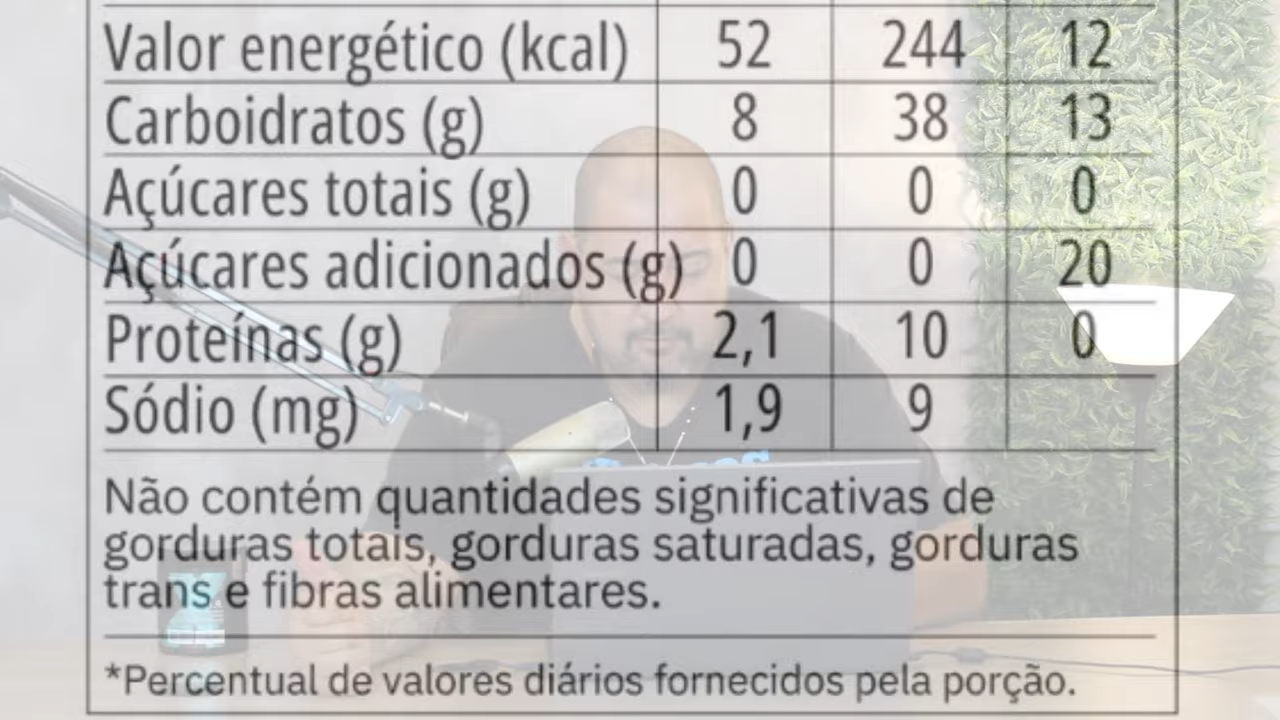 Valor energético (kcal) 52 244 12
Carboidratos (g) 8 38 13
Açúcares totais (g) 0 0 0
Açúcares adicionados (g) 0 0 20
Proteínas (g) 2,1 10 0
Sódio (mg) 1,9 9
Não contém quantidades significativas de
gorduras totais, gorduras saturadas, gorduras
trans e fibras alimentares.
*Percentual de valores diários fornecidos pela porção.